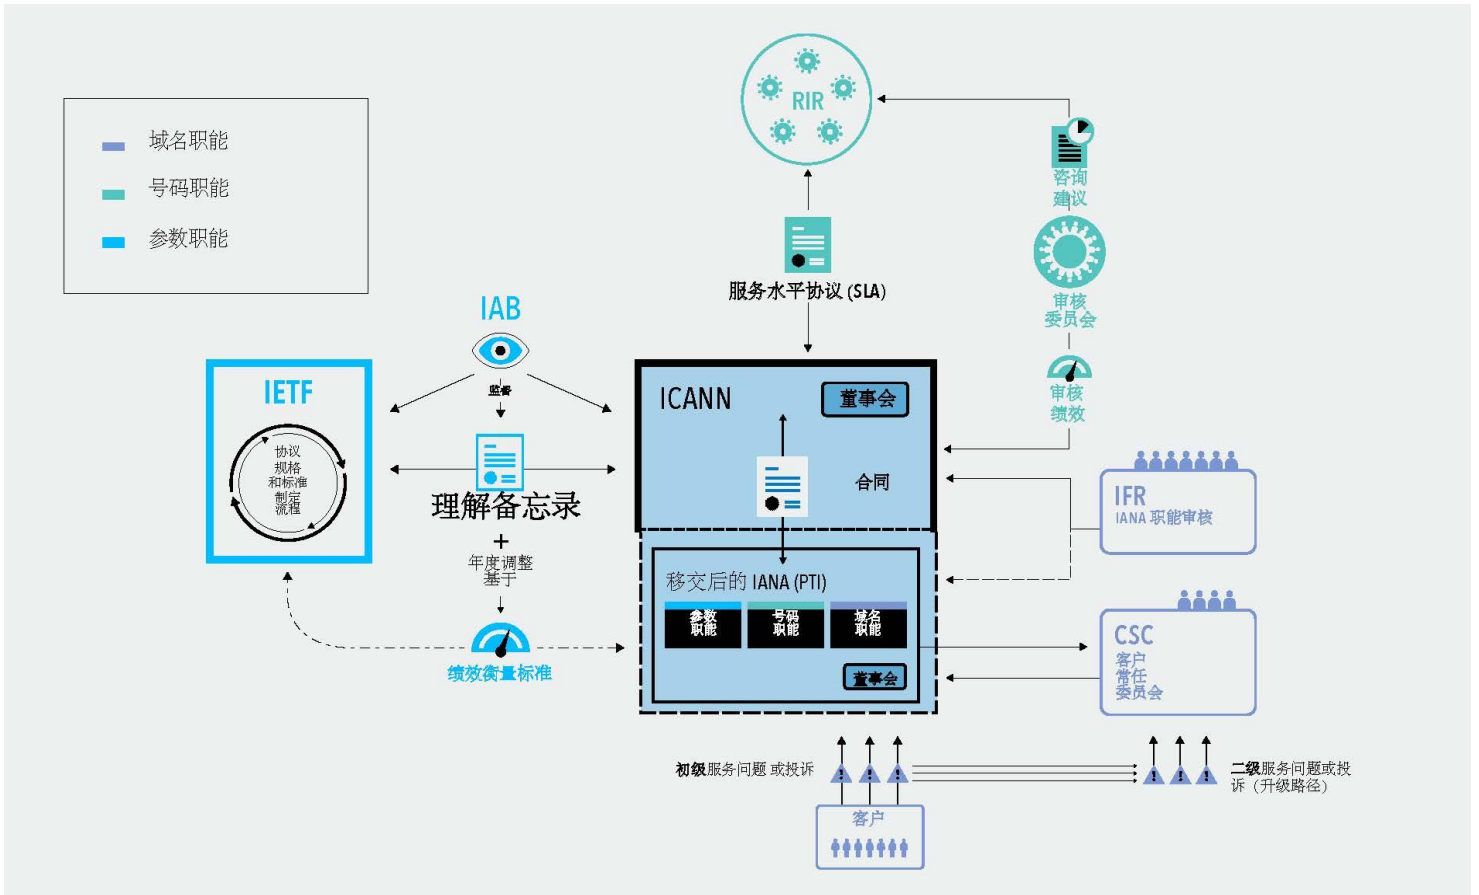 域名职能
号码职能
参数职能
RIR
咨询
建议
审核
委员会
审核
绩效
服务水平协议 (SLA)
IAB
监督
IETF
协议
规格
和标准
制定
流程
理解备忘录
+
年度调整
基于
绩效衡量标准
ICANN
董事会
合同
移交后的 IANA (PTI)
参数
职能
号码
职能
域名
职能
董事会
IFR
IANA 职能审核
CSC
客户
常任
委员会
初级服务问题 或投诉
! ! !
! ! !
二级服务问题或投
诉（升级路径）
客户